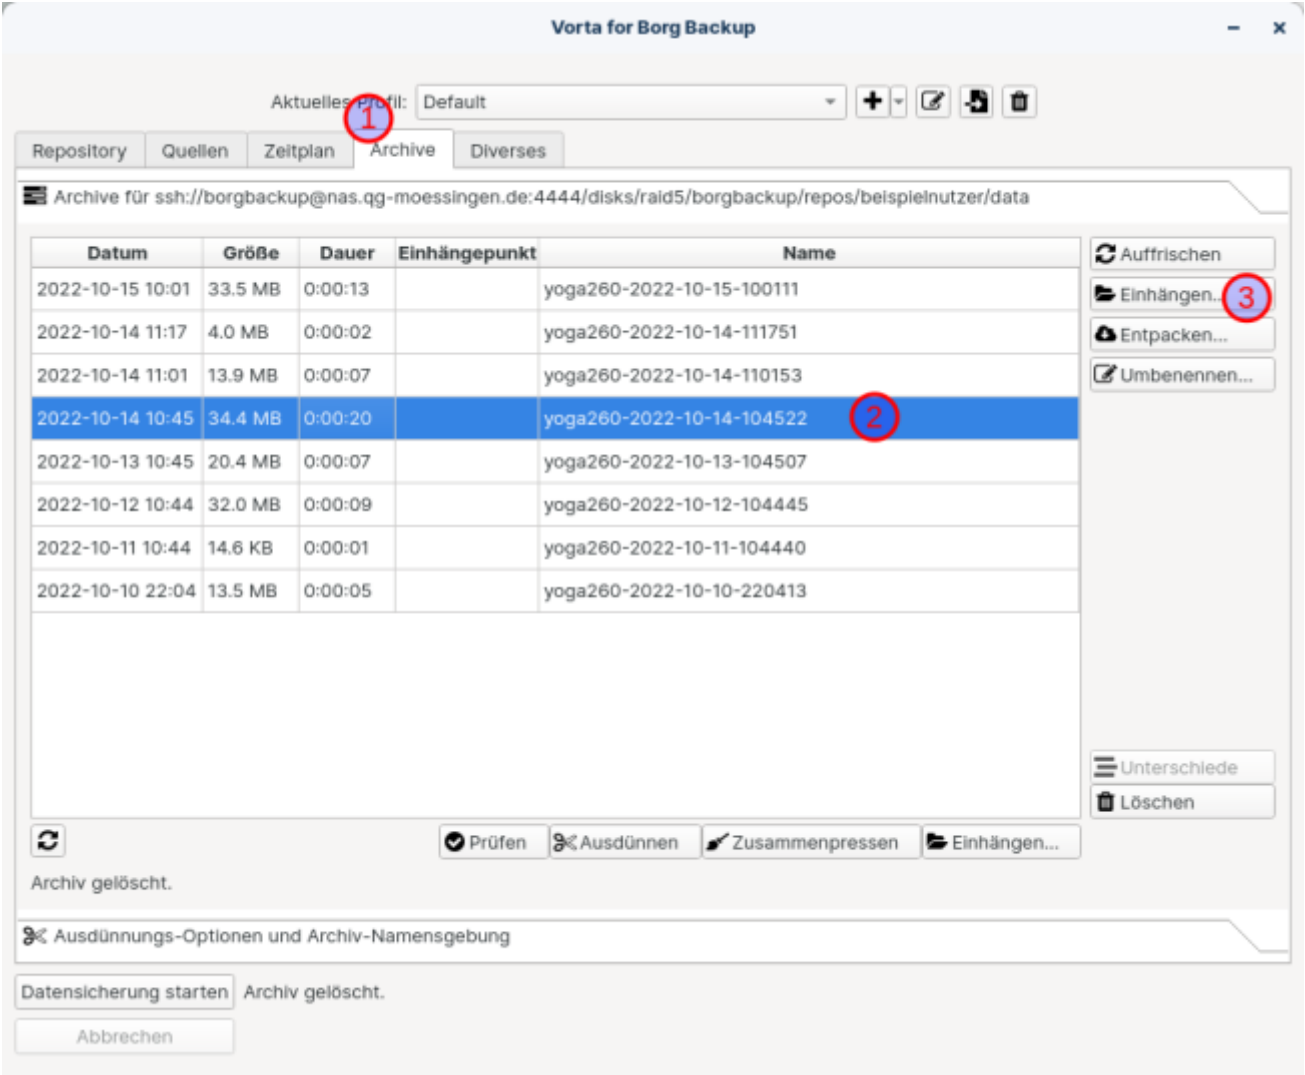 Vorta for Borg Backup
Aktuelles Profil: Default
1
Repository Quellen Zeitplan Archive Diverses
Archive für ssh://borgbackup@nas.qg-moessingen.de:4444/disks/raid5/borgbackup/repos/beispielnutzer/data
Datum Größe Dauer Einhängepunkt Name
Auffrischen
2022-10-15 10:01 33.5 MB 0:00:13 yoga260-2022-10-15-100111
Einhängen... 3
2022-10-14 11:17 4.0 MB 0:00:02 yoga260-2022-10-14-111751
Entpacken...
2022-10-14 11:01 13.9 MB 0:00:07 yoga260-2022-10-14-110153
Umbenennen...
2022-10-14 10:45 34.4 MB 0:00:20 yoga260-2022-10-14-104522 2
2022-10-13 10:45 20.4 MB 0:00:07 yoga260-2022-10-13-104507
2022-10-12 10:44 32.0 MB 0:00:09 yoga260-2022-10-12-104445
2022-10-11 10:44 14.6 KB 0:00:01 yoga260-2022-10-11-104440
2022-10-10 22:04 13.5 MB 0:00:05 yoga260-2022-10-10-220413
Unterschiede
Löschen
Prüfen Ausdünnen Zusammenpressen Einhängen...
Archiv gelöscht.
Ausdünnungs-Optionen und Archiv-Namensgebung
Datensicherung starten Archiv gelöscht.
Abbrechen